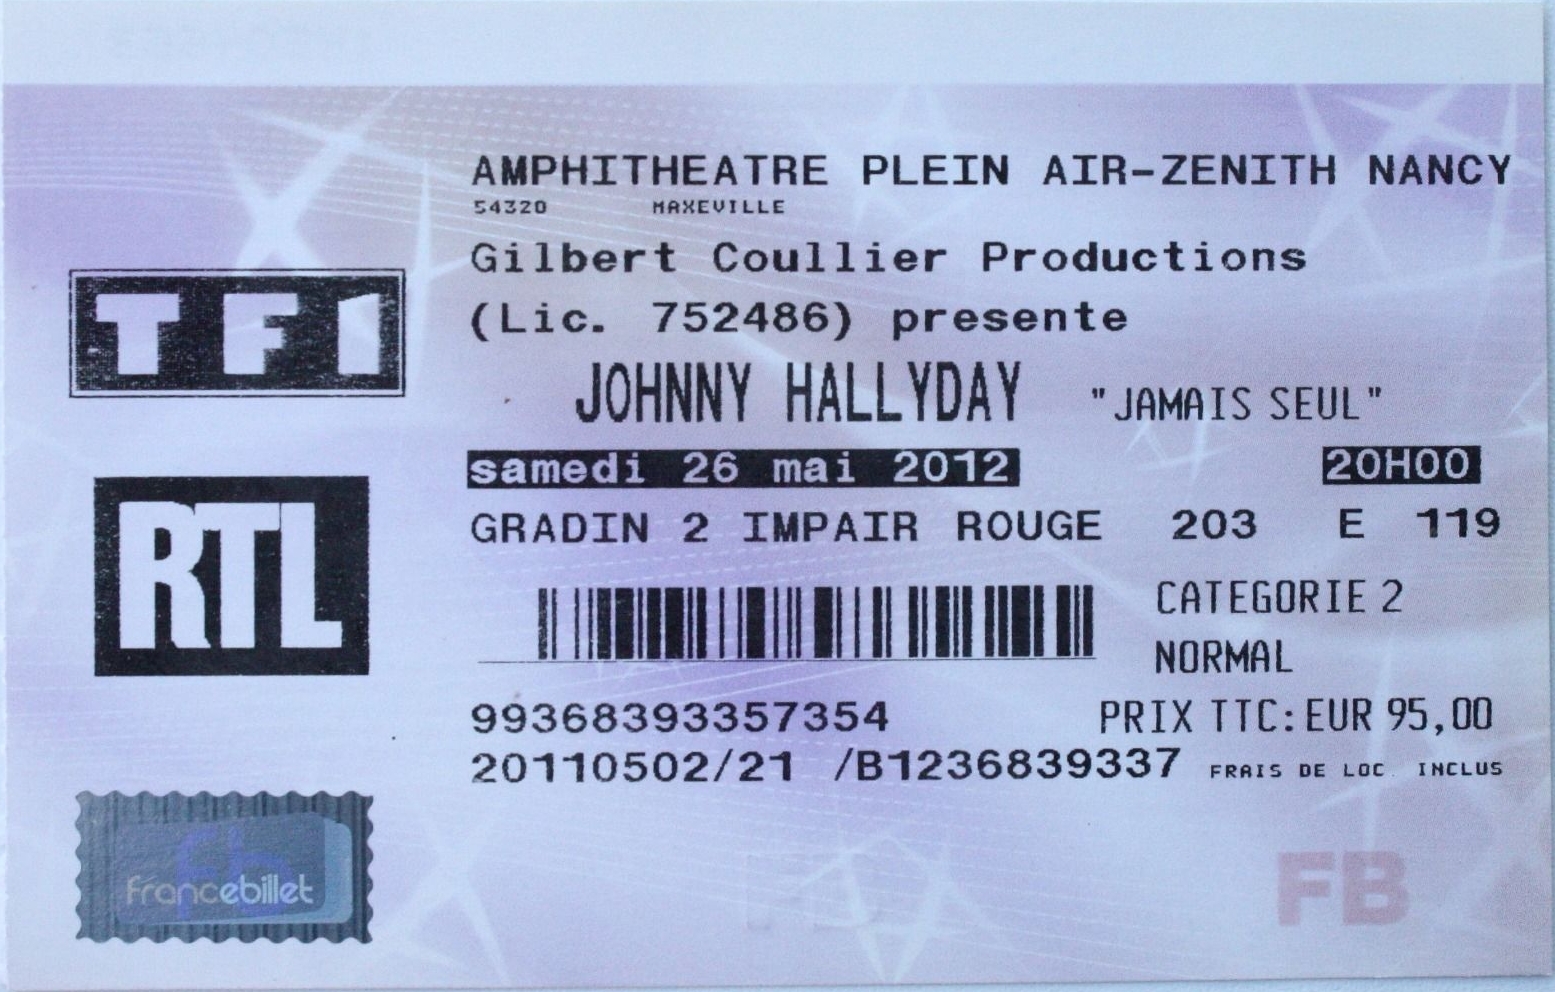 AMPHITHEATRE PLEIN AIR-ZENITH NANCY
54320 MAXEVILLE
Gilbert Coullier Productions
(Lic. 752486) presente
JOHNNY HALLYDAY "JAMAIS SEUL"
samedi 26 mai 2012 20H00
GRADIN 2 IMPAIR ROUGE 203 E 119
CATEGORIE 2
NORMAL
99368393357354 PRIX TTC: EUR 95,00
20110502/21 /B1236839337 FRAIS DE LOC. INCLUS
TF1
RTL
fb
francebillet
FB
FB